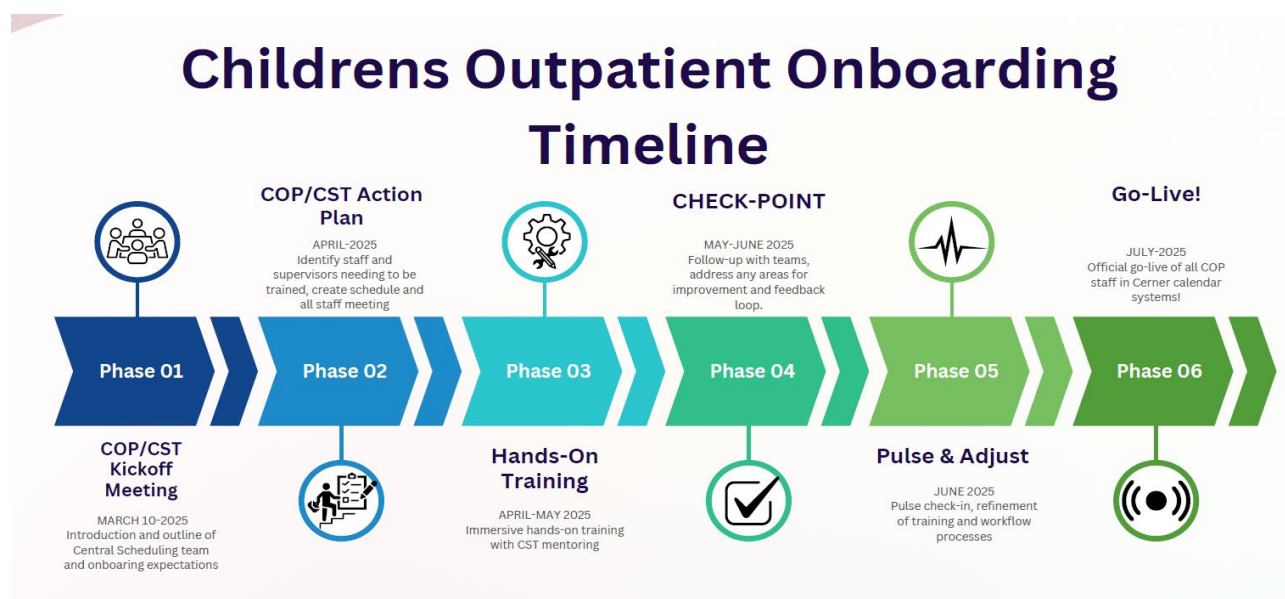 Childrens Outpatient Onboarding
Timeline
Phase 01
COP/CST
Kickoff
Meeting
MARCH 10-2025
Introduction and outline of
Central Scheduling team
and onboaring expectations
COP/CST Action
Plan
APRIL-2025
Identify staff and
supervisors needing to be
trained, create schedule and
all staff meeting
Phase 02
Phase 03
Hands-On
Training
APRIL-MAY 2025
Immersive hands-on training
with CST mentoring
CHECK-POINT
MAY-JUNE 2025
Follow-up with teams,
address any areas for
improvement and feedback
loop.
Phase 04
Phase 05
Pulse & Adjust
JUNE 2025
Pulse check-in, refinement
of training and workflow
processes
Go-Live!
JULY-2025
Official go-live of all COP
staff in Cerner calendar
systems!
Phase 06